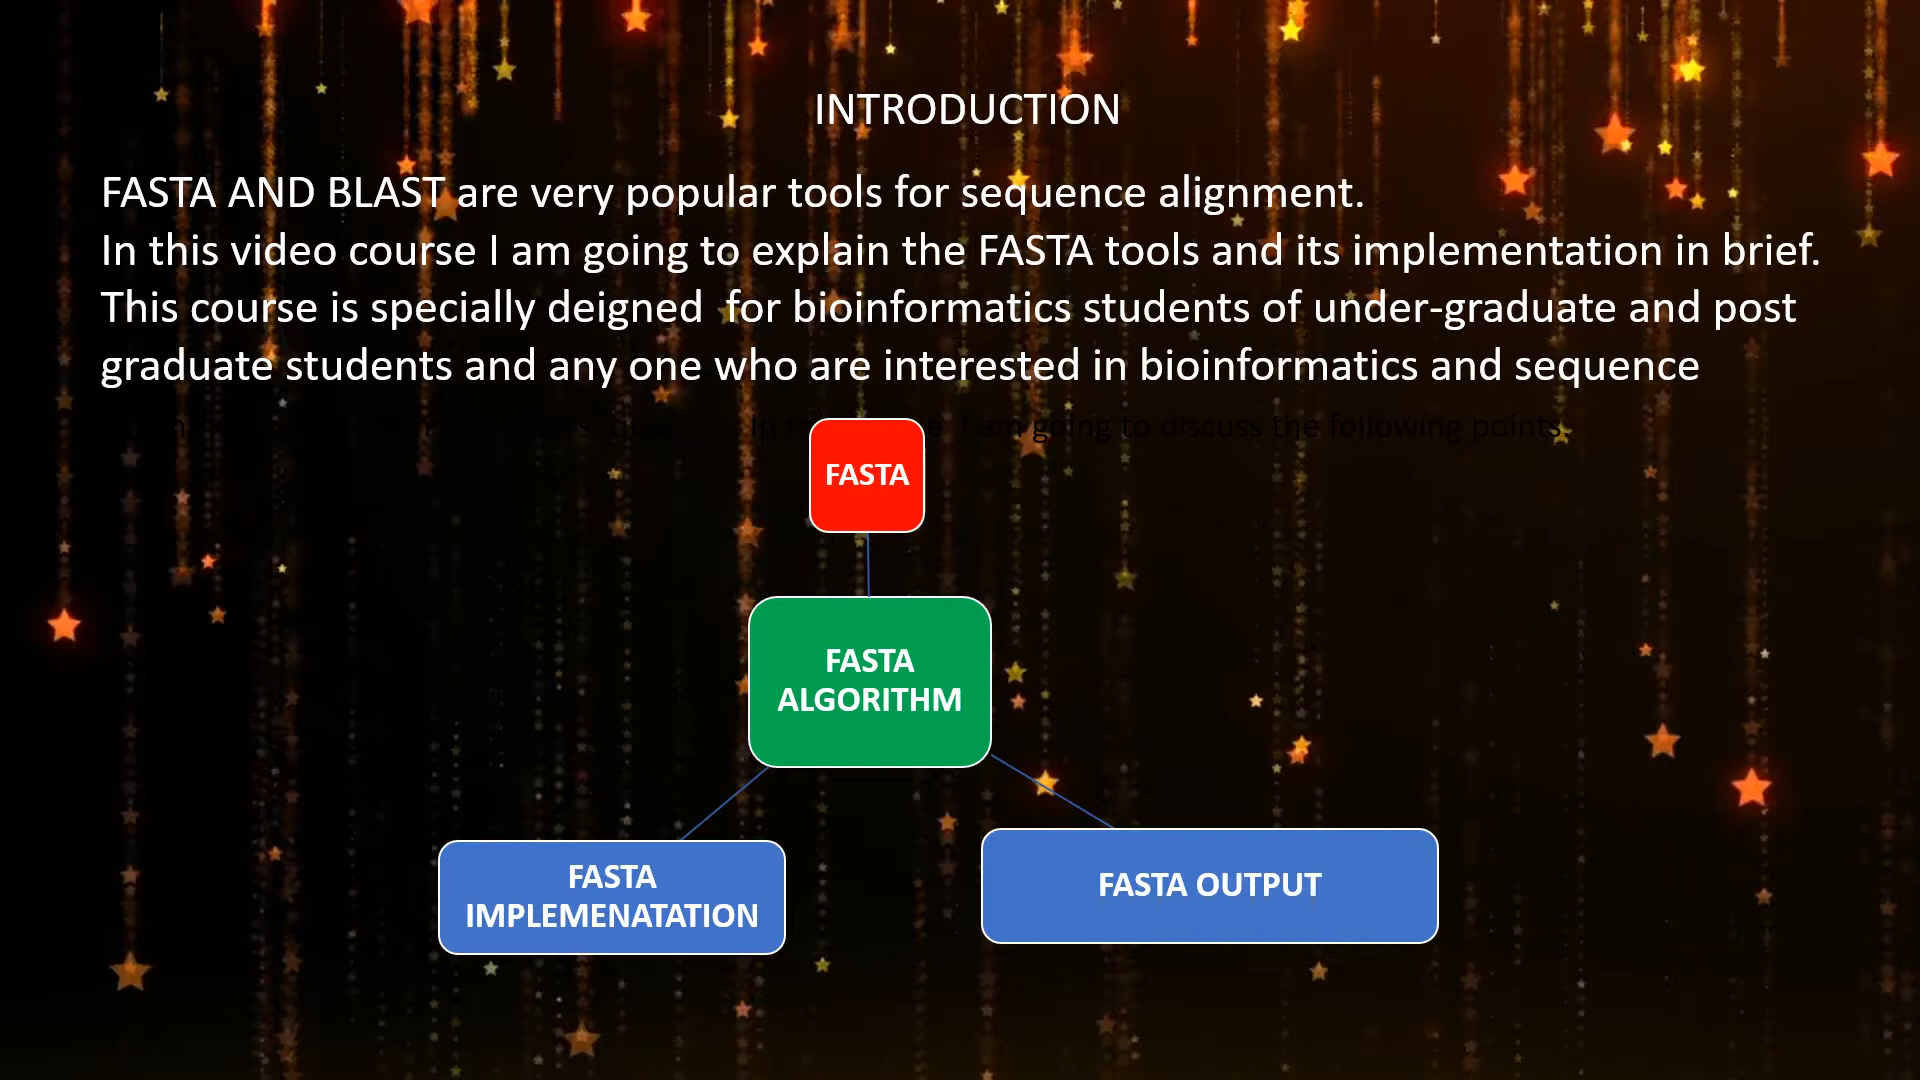 INTRODUCTION
FASTA AND BLAST are very popular tools for sequence alignment.
In this video course I am going to explain the FASTA tools and its implementation in brief.
This course is specially deigned  for bioinformatics students of under-graduate and post
graduate students and any one who are interested in bioinformatics and sequence
I am going to discuss the following points.
FASTA
FASTA
ALGORITHM
FASTA
IMPLEMENATATION
FASTA OUTPUT